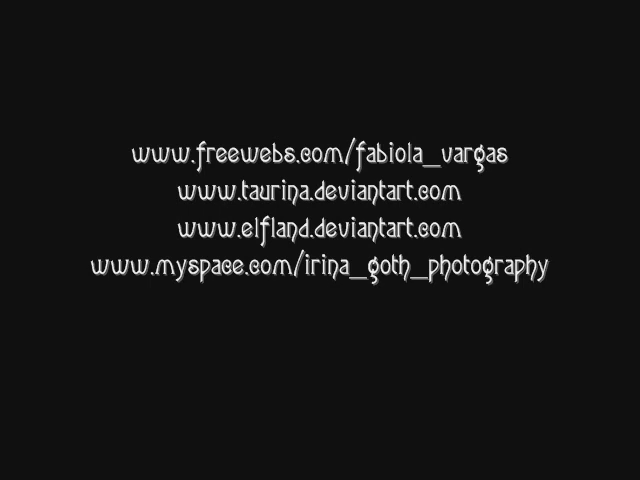 www.freewebs.com/fabiola_vargas
www.taurina.deviantart.com
www.elfland.deviantart.com
www.myspace.com/irina_goth_photography